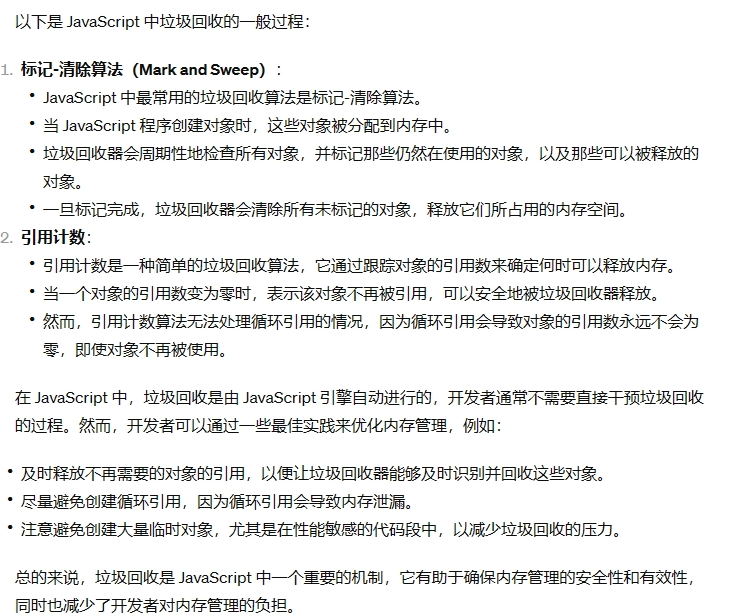 以下是 JavaScript 中垃圾回收的一般过程：
1. 标记-清除算法（Mark and Sweep）：
• JavaScript 中最常用的垃圾回收算法是标记-清除算法。
• 当 JavaScript 程序创建对象时，这些对象被分配到内存中。
• 垃圾回收器会周期性地检查所有对象，并标记那些仍然在使用的对象，以及那些可以被释放的
对象。
• 一旦标记完成，垃圾回收器会清除所有未标记的对象，释放它们所占用的内存空间。
2. 引用计数：
• 引用计数是一种简单的垃圾回收算法，它通过跟踪对象的引用数来确定何时可以释放内存。
• 当一个对象的引用数变为零时，表示该对象不再被引用，可以安全地被垃圾回收器释放。
• 然而，引用计数算法无法处理循环引用的情况，因为循环引用会导致对象的引用数永远不会为
零，即使对象不再被使用。
在 JavaScript 中，垃圾回收是由 JavaScript 引擎自动进行的，开发者通常不需要直接干预垃圾回收
的过程。然而，开发者可以通过一些最佳实践来优化内存管理，例如：
• 及时释放不再需要的对象的引用，以便让垃圾回收器能够及时识别并回收这些对象。
• 尽量避免创建循环引用，因为循环引用会导致内存泄漏。
• 注意避免创建大量临时对象，尤其是在性能敏感的代码段中，以减少垃圾回收的压力。
总的来说，垃圾回收是 JavaScript 中一个重要的机制，它有助于确保内存管理的安全性和有效性，
同时也减少了开发者对内存管理的负担。